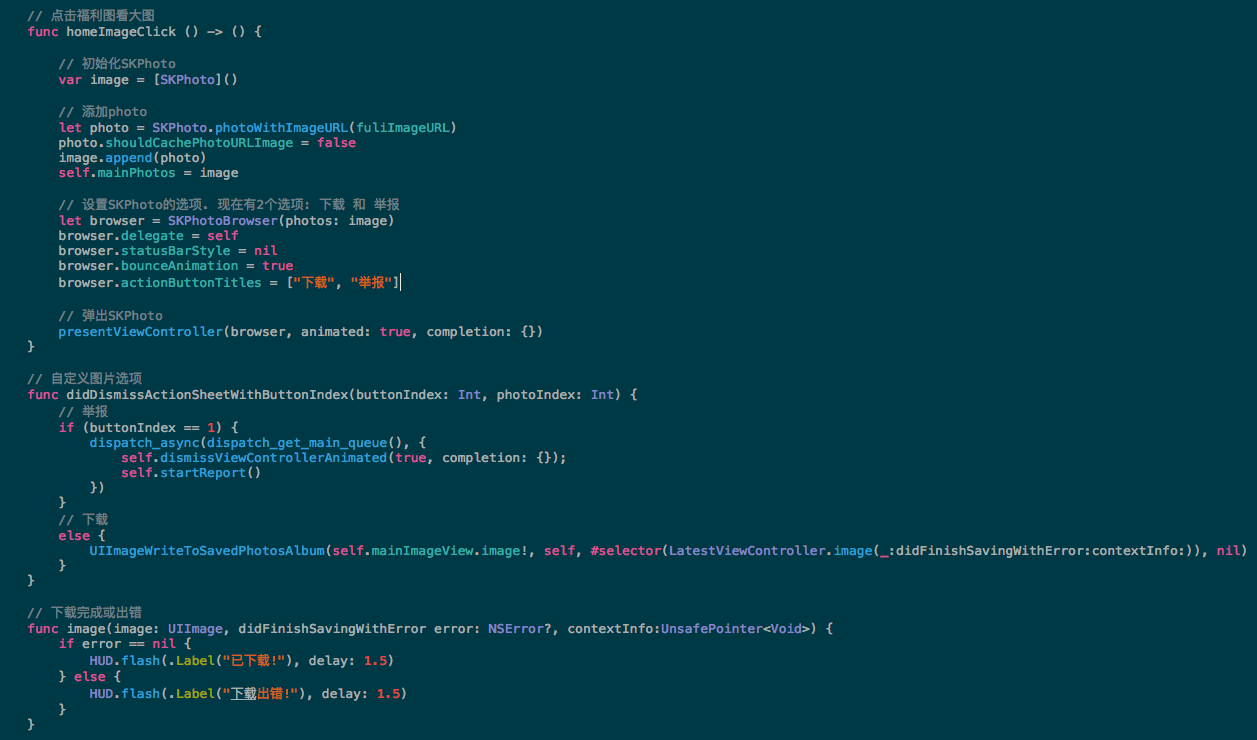 // 点击福利图看大图
func homeImageClick () -> () {
// 初始化SKPhoto
var image = [SKPhoto]()
// 添加photo
let photo = SKPhoto.photoWithImageURL(fuliImageURL)
photo.shouldCachePhotoURLImage = false
image.append(photo)
self.mainPhotos = image
// 设置SKPhoto的选项. 现在有2个选项: 下载 和 举报
let browser = SKPhotoBrowser(photos: image)
browser.delegate = self
browser.statusBarStyle = nil
browser.bounceAnimation = true
browser.actionButtonTitles = ["下载", "举报"]
// 弹出SKPhoto
presentViewController(browser, animated: true, completion: {})
}
// 自定义图片选项
func didDismissActionSheetWithButtonIndex(buttonIndex: Int, photoIndex: Int) {
// 举报
if (buttonIndex == 1) {
dispatch_async(dispatch_get_main_queue(), {
self.dismissViewControllerAnimated(true, completion: {});
self.startReport()
})
}
// 下载
else {
UIImageWriteToSavedPhotosAlbum(self.mainImageView.image!, self, #selector(LatestViewController.image(_:didFinishSavingWithError:contextInfo:)), nil)
}
}
// 下载完成或出错
func image(image: UIImage, didFinishSavingWithError error: NSError?, contextInfo:UnsafePointer<Void>) {
if error == nil {
HUD.flash(.Label("已下载!"), delay: 1.5)
} else {
HUD.flash(.Label("下载出错!"), delay: 1.5)
}
}